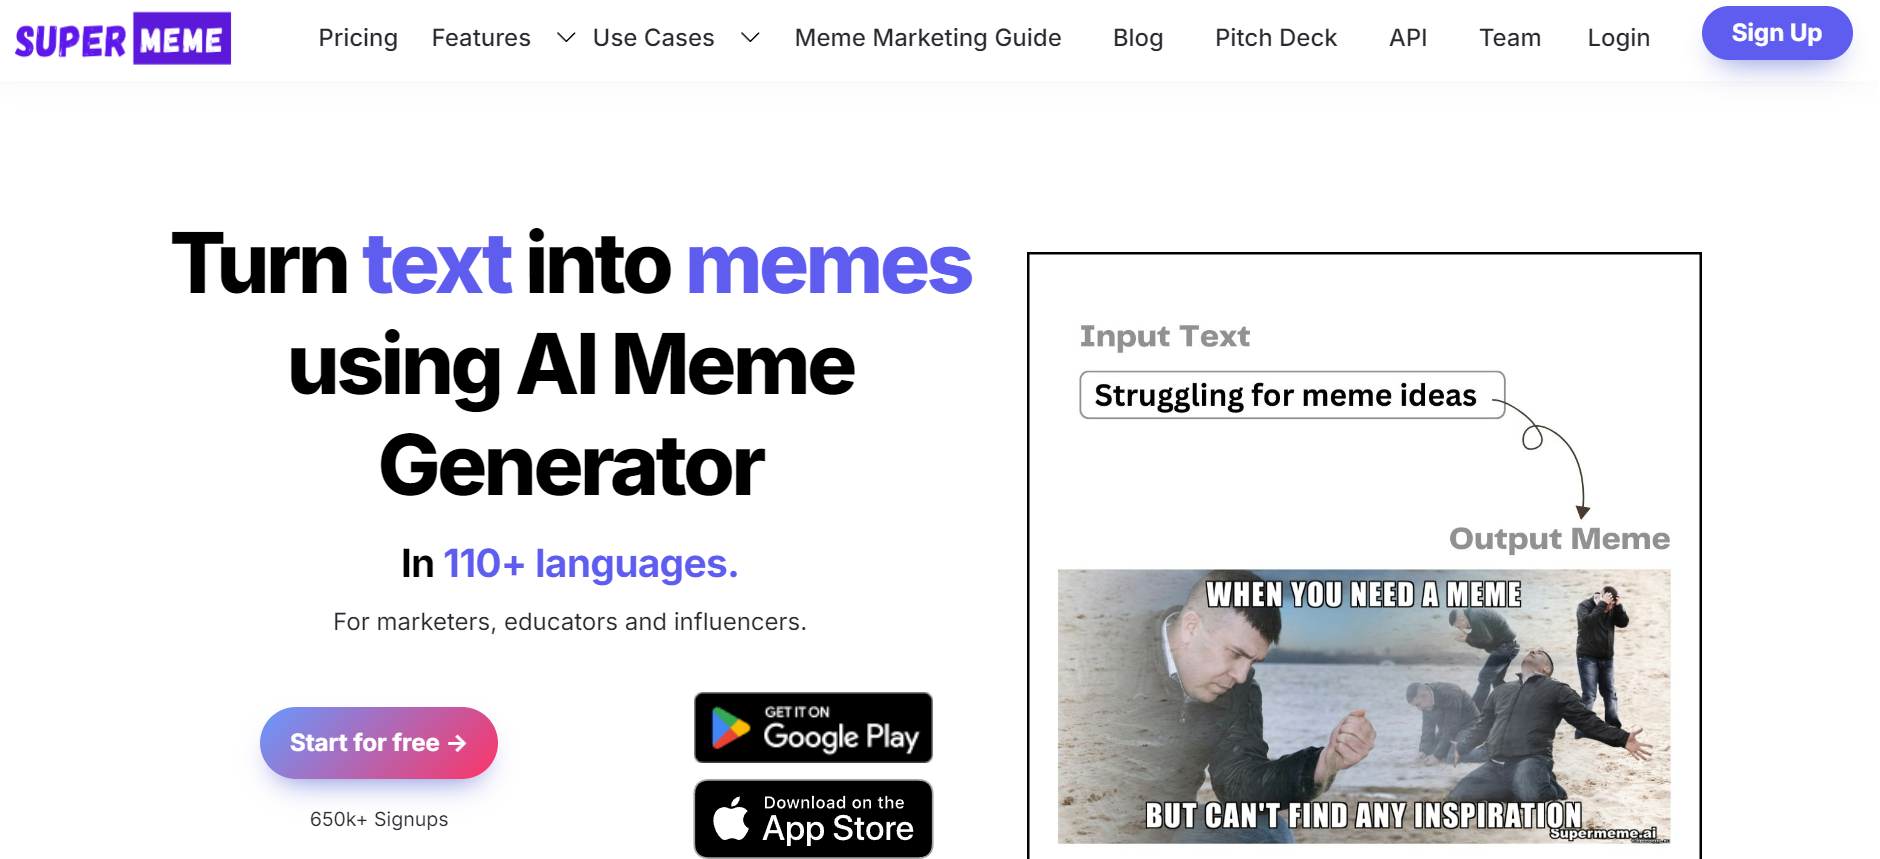 SUPER MEME
Pricing
Features
Use Cases
Meme Marketing Guide
Blog
Pitch Deck
API
Team
Login
Sign Up
Turn text into memes
using AI Meme
Generator
In 110+ languages.
For marketers, educators and influencers.
Start for free →
650k+ Signups
GET IT ON
Google Play
Download on the
App Store
Input Text
Struggling for meme ideas
Output Meme
WHEN YOU NEED A MEME
BUT CAN'T FIND ANY INSPIRATION
Supermeme.ai